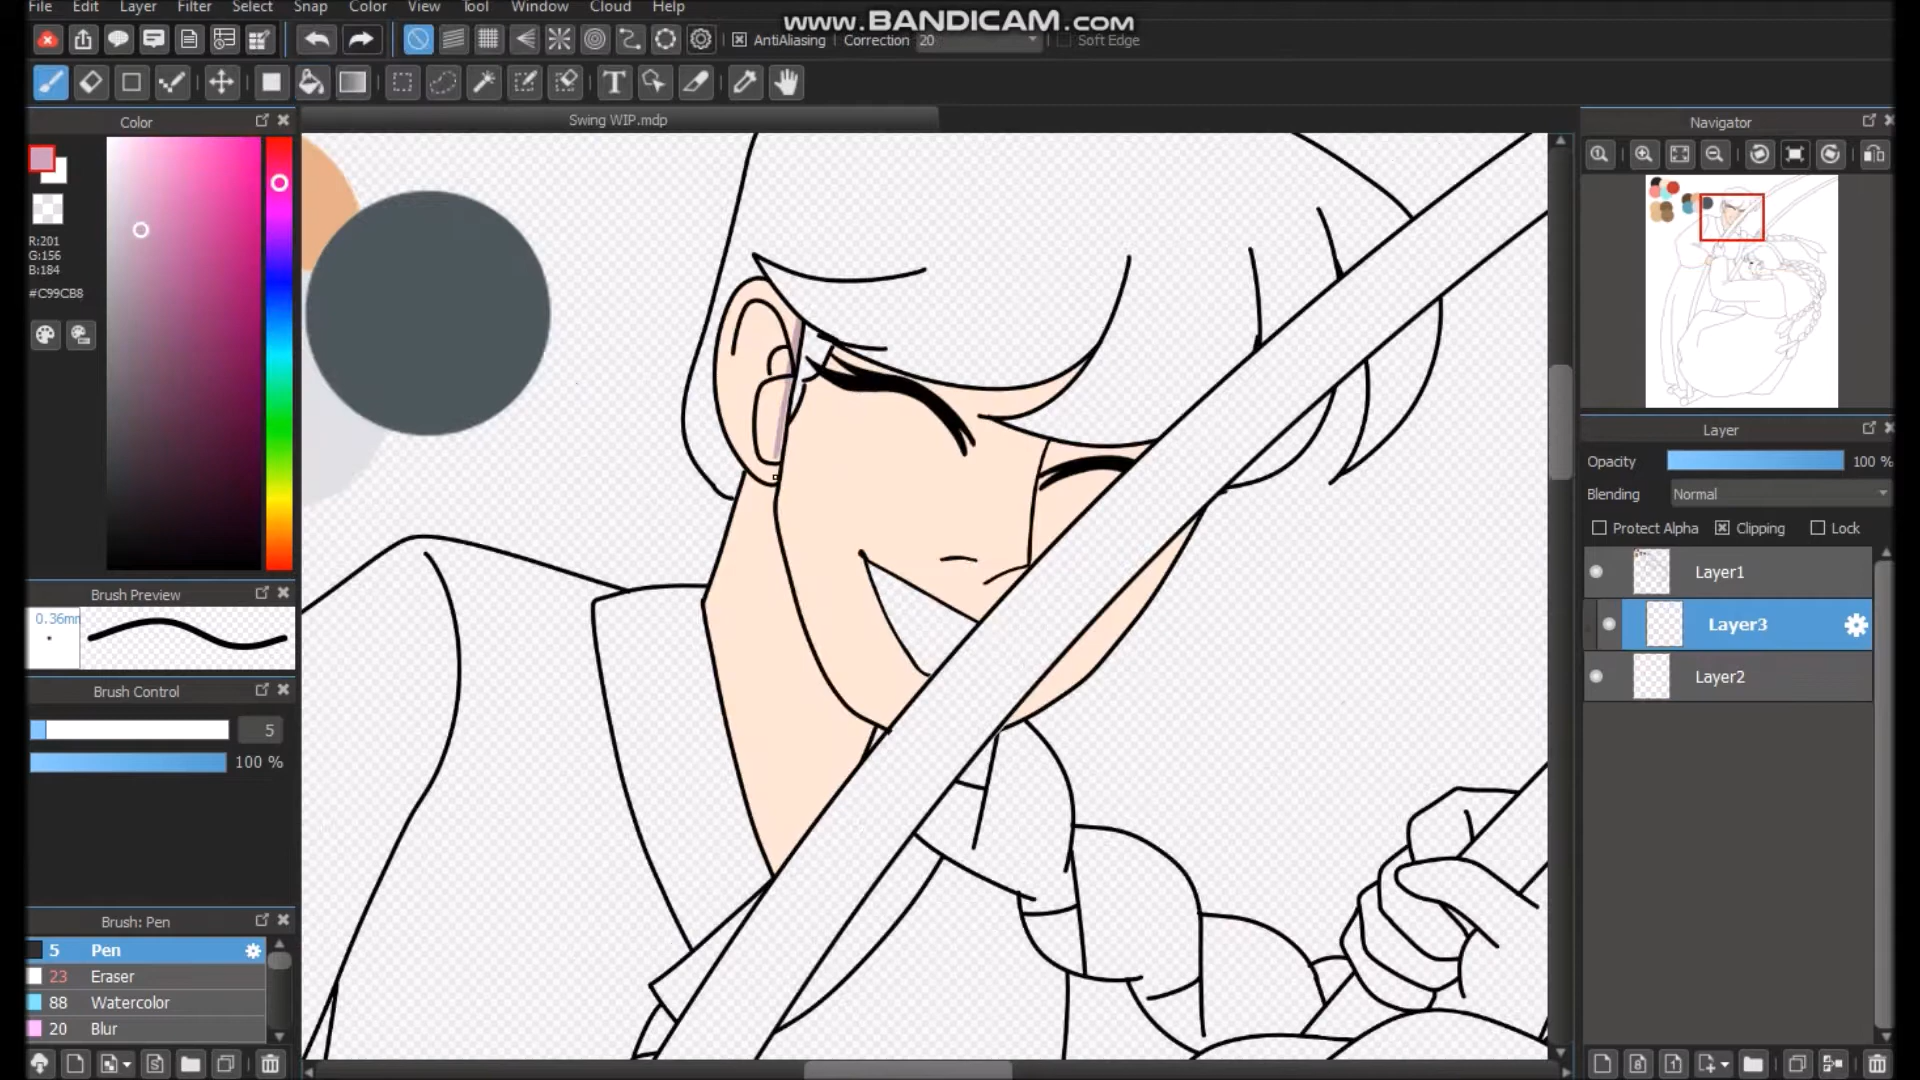 File Edit Layer Filter Select Snap Color View Tool Window Cloud Help
www.BANDICAM.com
AntiAliasing Correction 20 Soft Edge
T
Color
Swing WIP.mdp
Navigator
R:201
G:156
B:184
#C99CB8
Layer
Opacity 100 %
Blending Normal
Protect Alpha Clipping Lock
Layer1
Layer3
Layer2
Brush Preview
0.36mm
Brush Control
5
100 %
Brush: Pen
5 Pen
23 Eraser
88 Watercolor
20 Blur